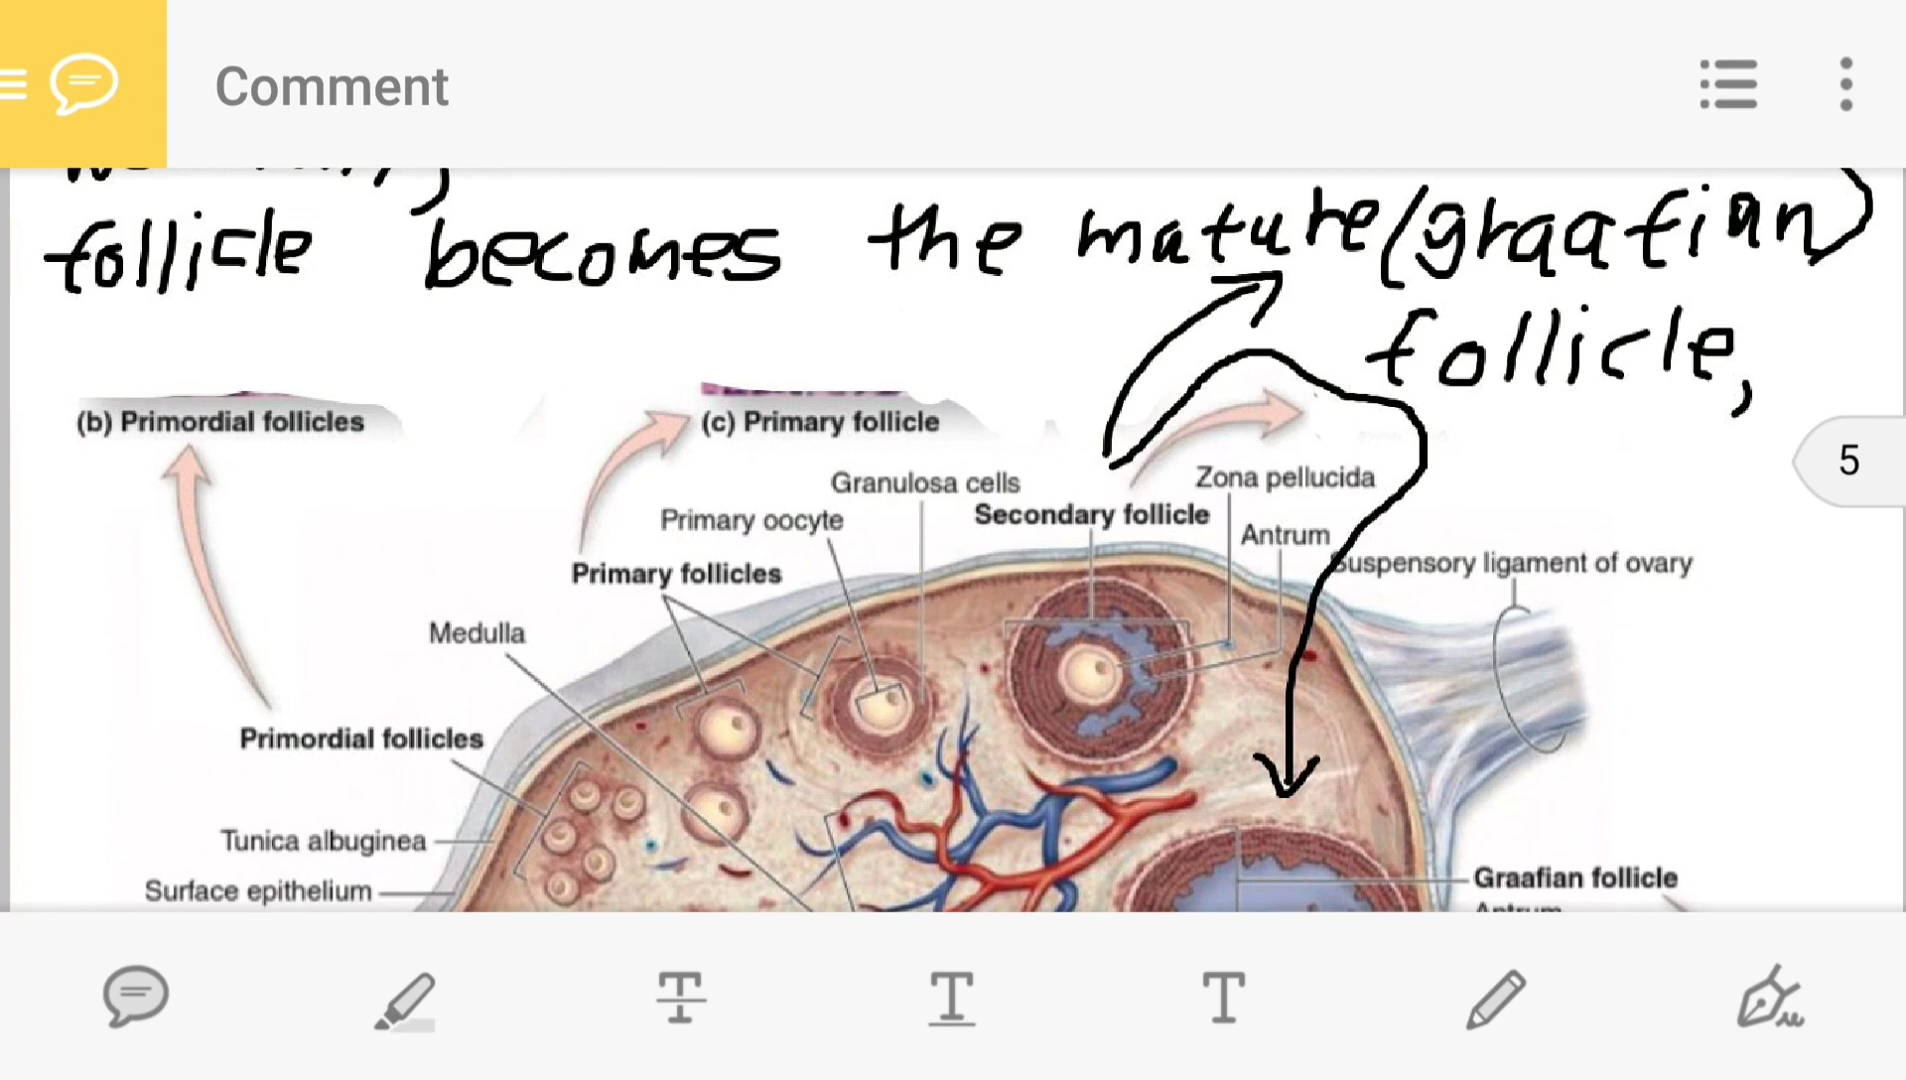 Comment
follicle becomes the mature/graafian)
follicle,
(b) Primordial follicles
(c) Primary follicle
5
Granulosa cells
Zona pellucida
Primary oocyte
Secondary follicle
Antrum
Suspensory ligament of ovary
Primary follicles
Medulla
Primordial follicles
Tunica albuginea
Surface epithelium
Graafian follicle
Antrum
T
T
T